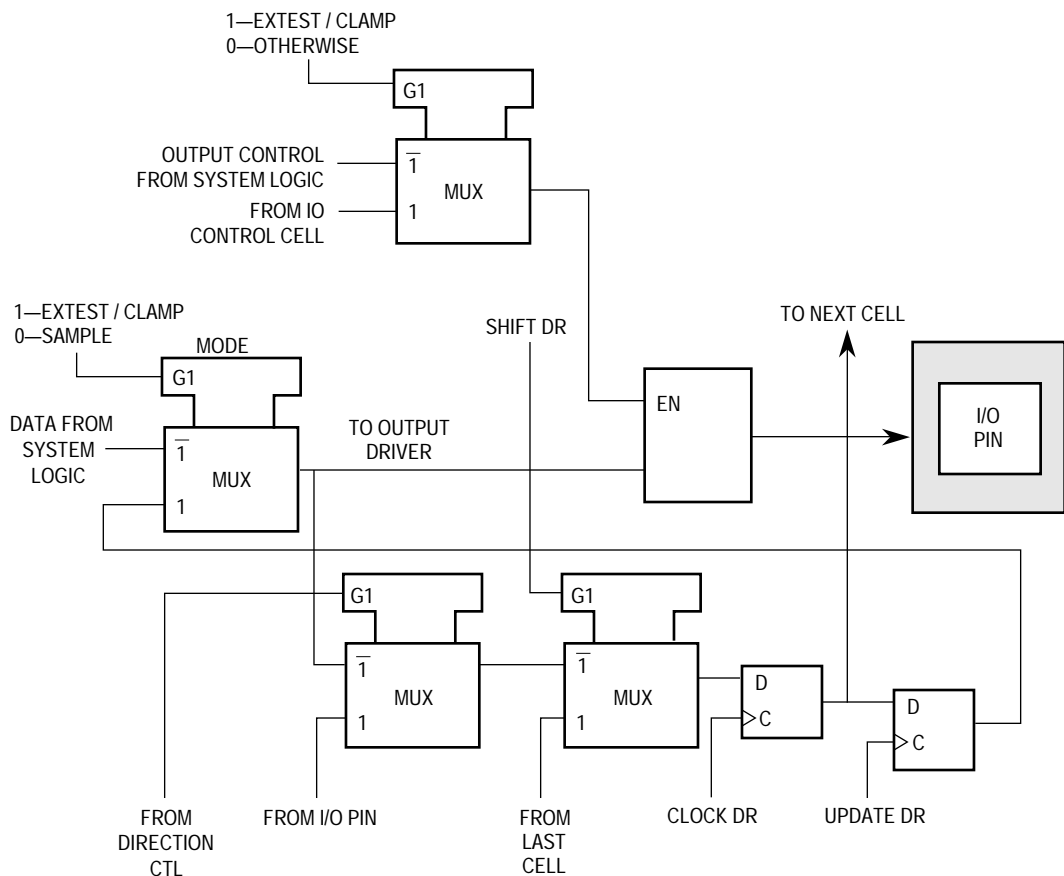 1—EXTEST / CLAMP
0—OTHERWISE
G1
OUTPUT CONTROL
FROM SYSTEM LOGIC
1
MUX
FROM IO
CONTROL CELL
1
1—EXTEST / CLAMP
0—SAMPLE
MODE
G1
DATA FROM
SYSTEM
LOGIC
1
MUX
1
TO OUTPUT
DRIVER
SHIFT DR
TO NEXT CELL
EN
I/O
PIN
G1
1
MUX
1
G1
1
MUX
1
D
C
D
C
FROM
DIRECTION
CTL
FROM I/O PIN
FROM
LAST
CELL
CLOCK DR
UPDATE DR